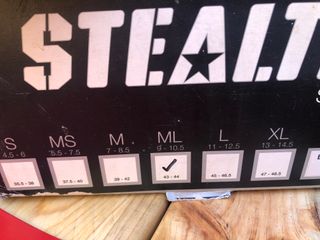 STEALT
S MS M ML L XL
4.5 - 6 5.5 - 7.5 7 - 8.5 9 - 10.5 11 - 12.5 13 - 14.5
35.5 - 38 37.5 - 40 39 - 42 43 - 44 45 - 46.5 47 - 48.5